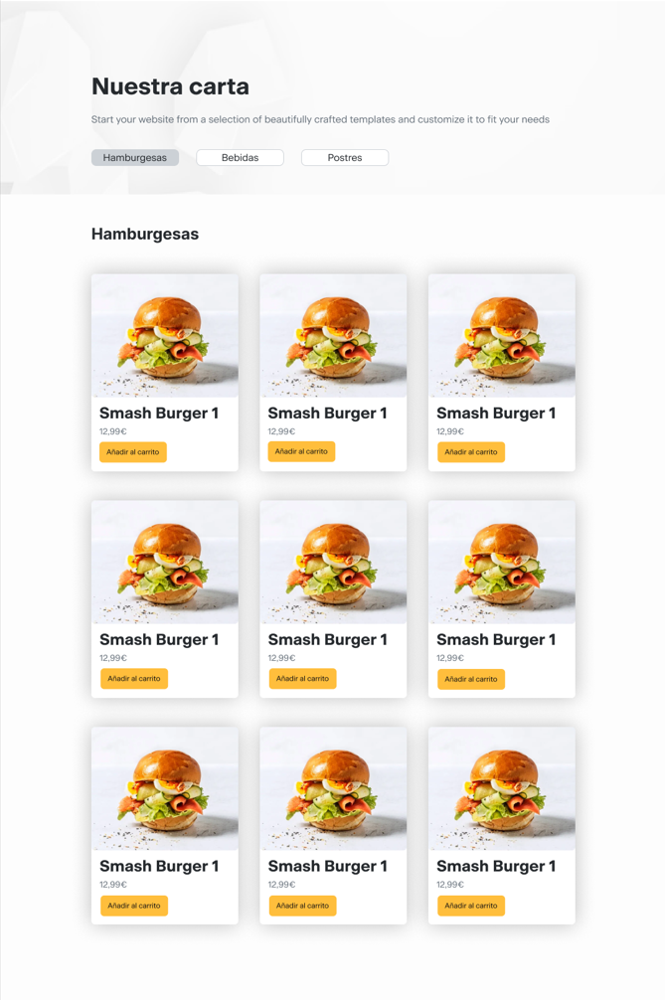 Nuestra carta
Start your website from a selection of beautifully crafted templates and customize it to fit your needs
Hamburgesas
Bebidas
Postres
Hamburgesas
Smash Burger 1
12,99€
Añadir al carrito
Smash Burger 1
12,99€
Añadir al carrito
Smash Burger 1
12,99€
Añadir al carrito
Smash Burger 1
12,99€
Añadir al carrito
Smash Burger 1
12,99€
Añadir al carrito
Smash Burger 1
12,99€
Añadir al carrito
Smash Burger 1
12,99€
Añadir al carrito
Smash Burger 1
12,99€
Añadir al carrito
Smash Burger 1
12,99€
Añadir al carrito